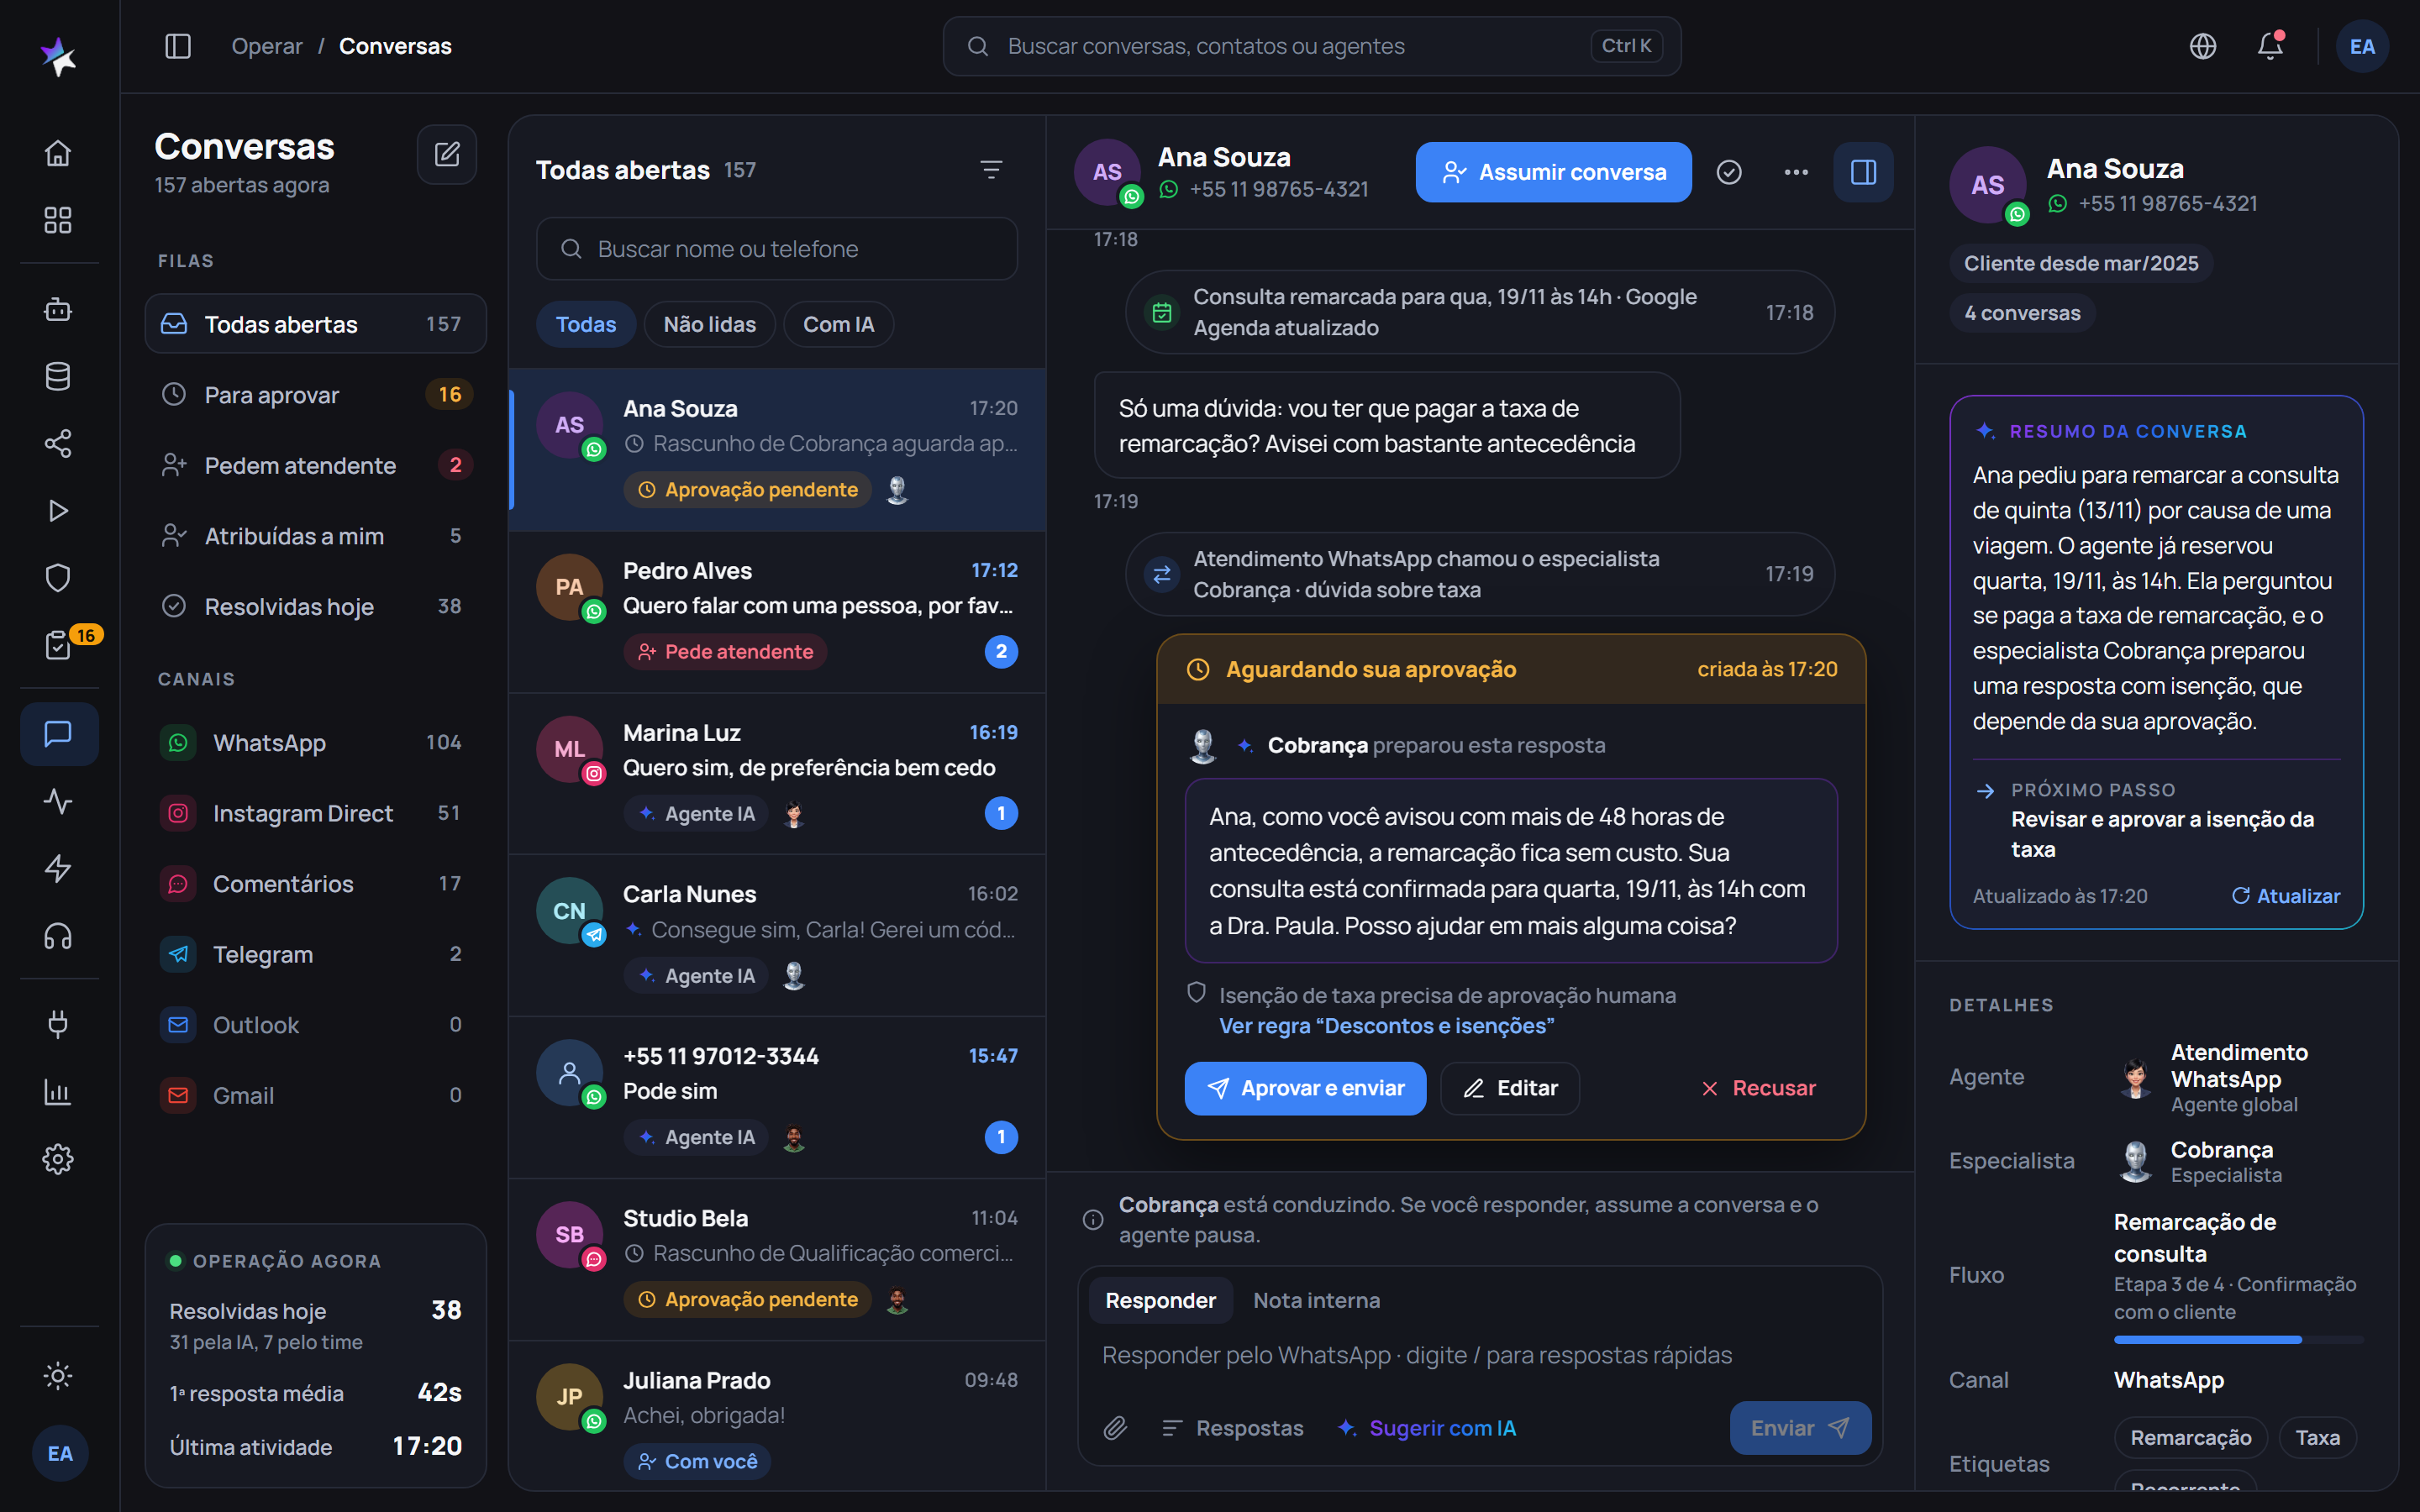 Operar / Conversas
Buscar conversas, contatos ou agentes
Ctrl K
EA
16
EA
Conversas
157 abertas agora
FILAS
Todas abertas 157
Para aprovar 16
Pedem atendente 2
Atribuídas a mim 5
Resolvidas hoje 38
CANAIS
WhatsApp 104
Instagram Direct 51
Comentários 17
Telegram 2
Outlook 0
Gmail 0
OPERAÇÃO AGORA
Resolvidas hoje 38
31 pela IA, 7 pelo time
1ª resposta média 42s
Última atividade 17:20
Todas abertas 157
Buscar nome ou telefone
Todas
Não lidas
Com IA
AS
Ana Souza 17:20
Rascunho de Cobrança aguarda ap...
Aprovação pendente
PA
Pedro Alves 17:12
Quero falar com uma pessoa, por fav...
Pede atendente 2
ML
Marina Luz 16:19
Quero sim, de preferência bem cedo
Agente IA 1
CN
Carla Nunes 16:02
Consegue sim, Carla! Gerei um cód...
Agente IA
+55 11 97012-3344 15:47
Pode sim
Agente IA 1
SB
Studio Bela 11:04
Rascunho de Qualificação comerci...
Aprovação pendente
JP
Juliana Prado 09:48
Achei, obrigada!
Com você
AS
Ana Souza
+55 11 98765-4321
Assumir conversa
17:18
Consulta remarcada para qua, 19/11 às 14h · Google
Agenda atualizado
17:18
Só uma dúvida: vou ter que pagar a taxa de
remarcação? Avisei com bastante antecedência
17:19
Atendimento WhatsApp chamou o especialista
Cobrança · dúvida sobre taxa
17:19
Aguardando sua aprovação criada às 17:20
Cobrança preparou esta resposta
Ana, como você avisou com mais de 48 horas de
antecedência, a remarcação fica sem custo. Sua
consulta está confirmada para quarta, 19/11, às 14h com
a Dra. Paula. Posso ajudar em mais alguma coisa?
Isenção de taxa precisa de aprovação humana
Ver regra “Descontos e isenções”
Aprovar e enviar
Editar
Recusar
Cobrança está conduzindo. Se você responder, assume a conversa e o
agente pausa.
Responder
Nota interna
Responder pelo WhatsApp · digite / para respostas rápidas
Respostas
Sugerir com IA
Enviar
AS
Ana Souza
+55 11 98765-4321
Cliente desde mar/2025
4 conversas
RESUMO DA CONVERSA
Ana pediu para remarcar a consulta
de quinta (13/11) por causa de uma
viagem. O agente já reservou
quarta, 19/11, às 14h. Ela perguntou
se paga a taxa de remarcação, e o
especialista Cobrança preparou
uma resposta com isenção, que
depende da sua aprovação.
PRÓXIMO PASSO
Revisar e aprovar a isenção da
taxa
Atualizado às 17:20
Atualizar
DETALHES
Agente
Atendimento
WhatsApp
Agente global
Especialista
Cobrança
Especialista
Fluxo
Remarcação de
consulta
Etapa 3 de 4 · Confirmação
com o cliente
Canal
WhatsApp
Etiquetas
Remarcação
Taxa
Recorrente